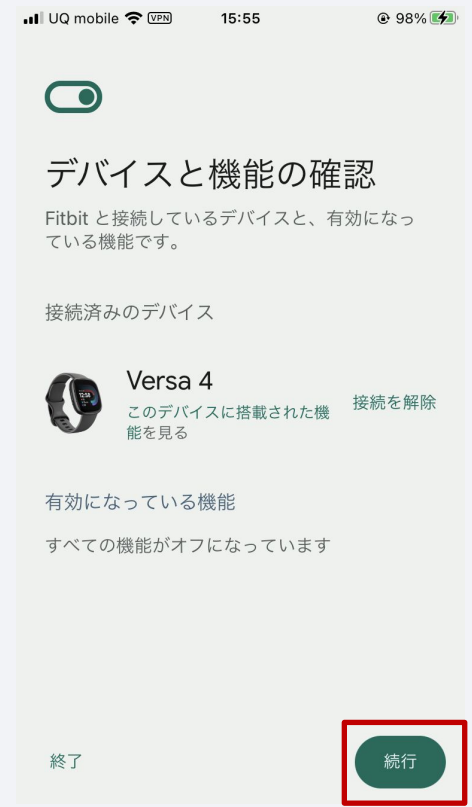 UQ mobile VPN 15:55 98%
デバイスと機能の確認
Fitbit と接続しているデバイスと、有効になっ
ている機能です。
接続済みのデバイス
Versa 4
このデバイスに搭載された機
能を見る
接続を解除
有効になっている機能
すべての機能がオフになっています
終了
続行